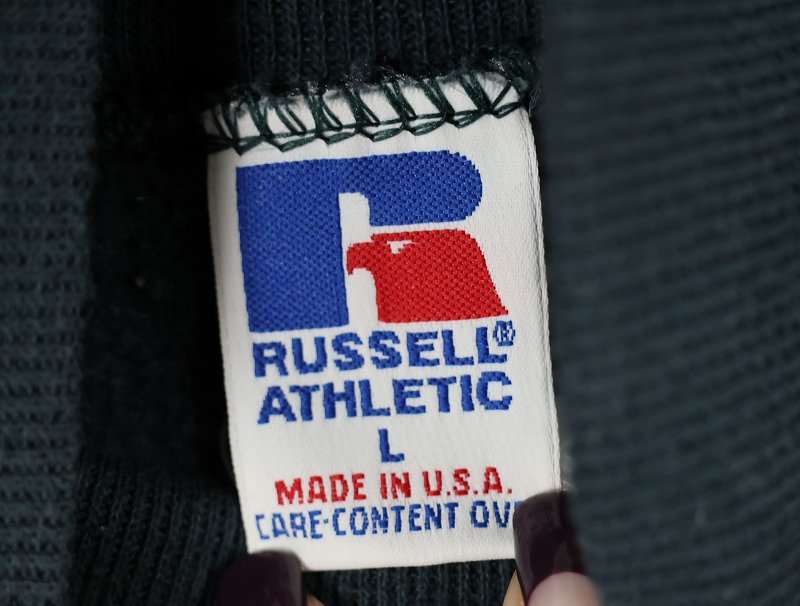 RUSSELL®
ATHLETIC
L
MADE IN U.S.A.
CARE-CONTENT